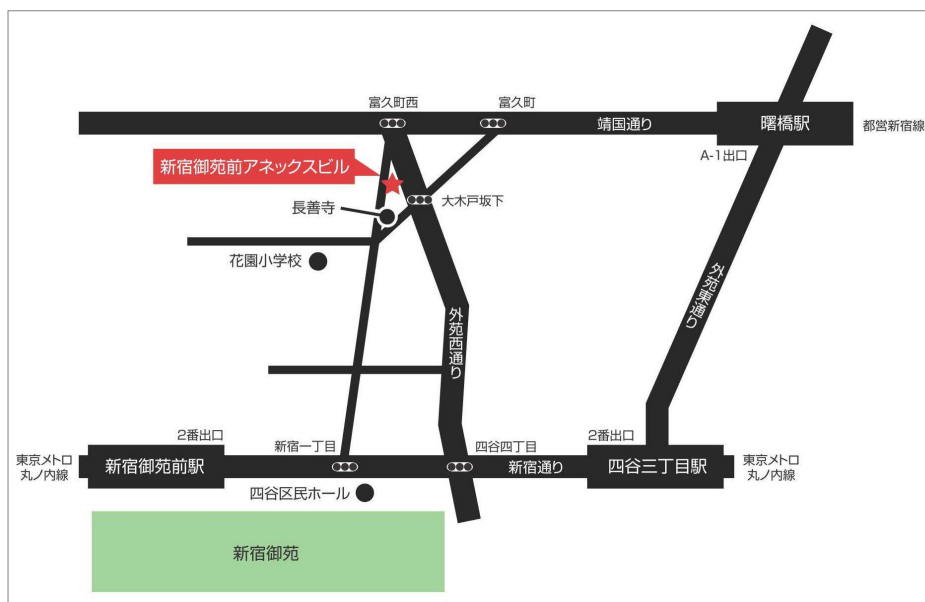 富久町西
富久町
靖国通り
曙橋駅
都営新宿線
A-1出口
新宿御苑前アネックスビル
長善寺
大木戸坂下
花園小学校
外苑西通り
外苑東通り
2番出口
新宿一丁目
四谷四丁目
2番出口
東京メトロ
丸ノ内線
新宿御苑前駅
新宿通り
四谷三丁目駅
東京メトロ
丸ノ内線
四谷区民ホール
新宿御苑